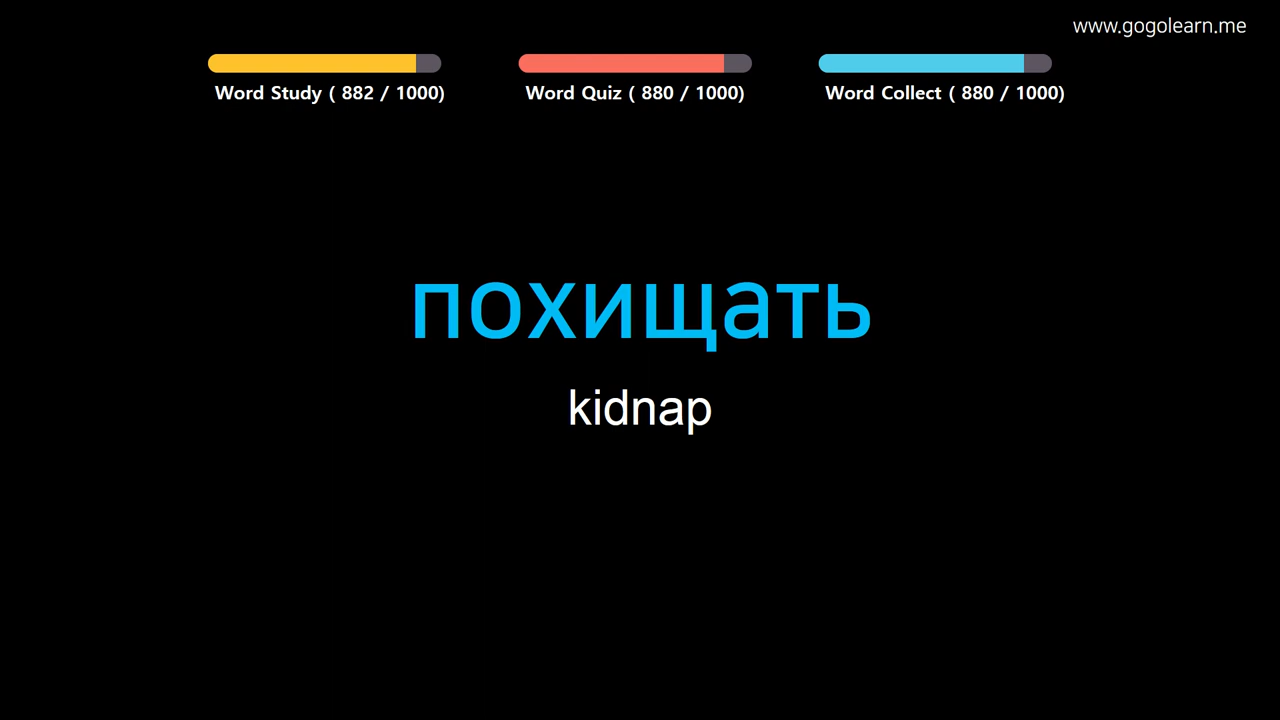 www.gogolearn.me
Word Study ( 882 / 1000)
Word Quiz ( 880 / 1000)
Word Collect ( 880 / 1000)
похищать
kidnap